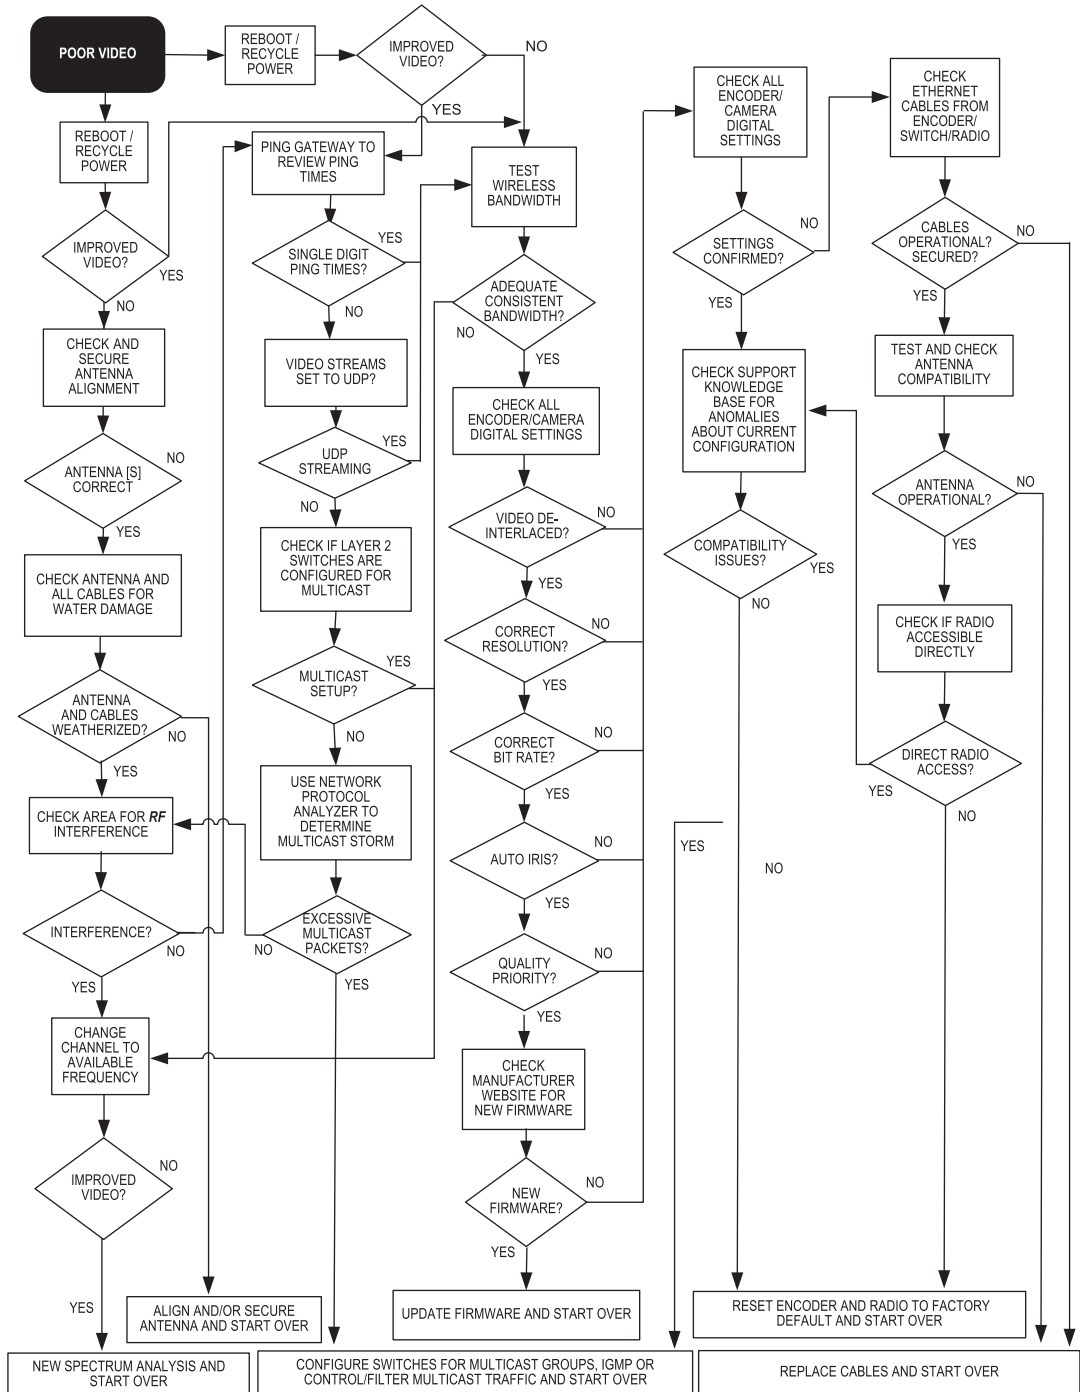 POOR VIDEO
REBOOT /
RECYCLE
POWER
IMPROVED
VIDEO?
NO
YES
REBOOT /
RECYCLE
POWER
IMPROVED
VIDEO?
YES
NO
CHECK AND
SECURE
ANTENNA
ALIGNMENT
ANTENNA [S]
CORRECT
NO
YES
CHECK ANTENNA AND
ALL CABLES FOR
WATER DAMAGE
ANTENNA
AND CABLES
WEATHERIZED?
NO
YES
CHECK AREA FOR RF
INTERFERENCE
INTERFERENCE?
NO
YES
CHANGE
CHANNEL TO
AVAILABLE
FREQUENCY
IMPROVED
VIDEO?
NO
YES
NEW SPECTRUM ANALYSIS AND
START OVER
ALIGN AND/OR SECURE
ANTENNA AND START OVER
PING GATEWAY TO
REVIEW PING
TIMES
SINGLE DIGIT
PING TIMES?
YES
NO
VIDEO STREAMS
SET TO UDP?
UDP
STREAMING
YES
NO
CHECK IF LAYER 2
SWITCHES ARE
CONFIGURED FOR
MULTICAST
MULTICAST
SETUP?
YES
NO
USE NETWORK
PROTOCOL
ANALYZER TO
DETERMINE
MULTICAST STORM
EXCESSIVE
MULTICAST
PACKETS?
NO
YES
CONFIGURE SWITCHES FOR MULTICAST GROUPS, IGMP OR
CONTROL/FILTER MULTICAST TRAFFIC AND START OVER
TEST
WIRELESS
BANDWIDTH
ADEQUATE
CONSISTENT
BANDWIDTH?
NO
YES
CHECK ALL
ENCODER/CAMERA
DIGITAL SETTINGS
VIDEO DE-
INTERLACED?
NO
YES
CORRECT
RESOLUTION?
NO
YES
CORRECT
BIT RATE?
NO
YES
AUTO IRIS?
NO
YES
QUALITY
PRIORITY?
NO
YES
CHECK
MANUFACTURER
WEBSITE FOR
NEW FIRMWARE
NEW
FIRMWARE?
NO
YES
UPDATE FIRMWARE AND START OVER
CHECK ALL
ENCODER/
CAMERA
DIGITAL
SETTINGS
SETTINGS
CONFIRMED?
NO
YES
CHECK SUPPORT
KNOWLEDGE
BASE FOR
ANOMALIES
ABOUT CURRENT
CONFIGURATION
COMPATIBILITY
ISSUES?
YES
NO
YES
NO
CHECK
ETHERNET
CABLES FROM
ENCODER/
SWITCH/RADIO
CABLES
OPERATIONAL?
SECURED?
NO
YES
TEST AND CHECK
ANTENNA
COMPATIBILITY
ANTENNA
OPERATIONAL?
NO
YES
CHECK IF RADIO
ACCESSIBLE
DIRECTLY
DIRECT RADIO
ACCESS?
YES
NO
RESET ENCODER AND RADIO TO FACTORY
DEFAULT AND START OVER
REPLACE CABLES AND START OVER